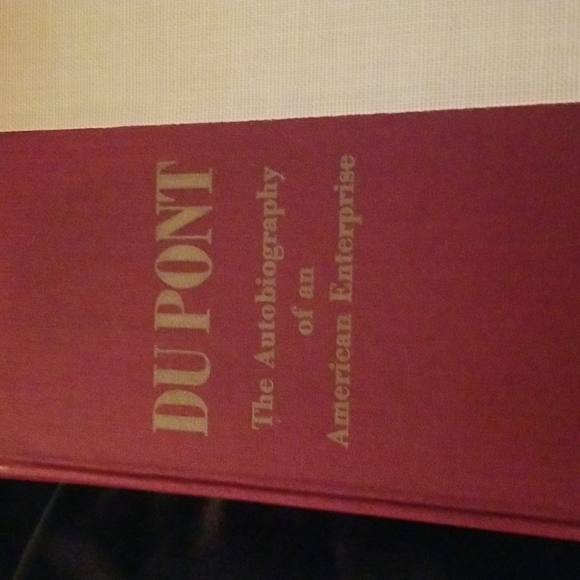 DU PONT
The Autobiography
of an
American Enterprise